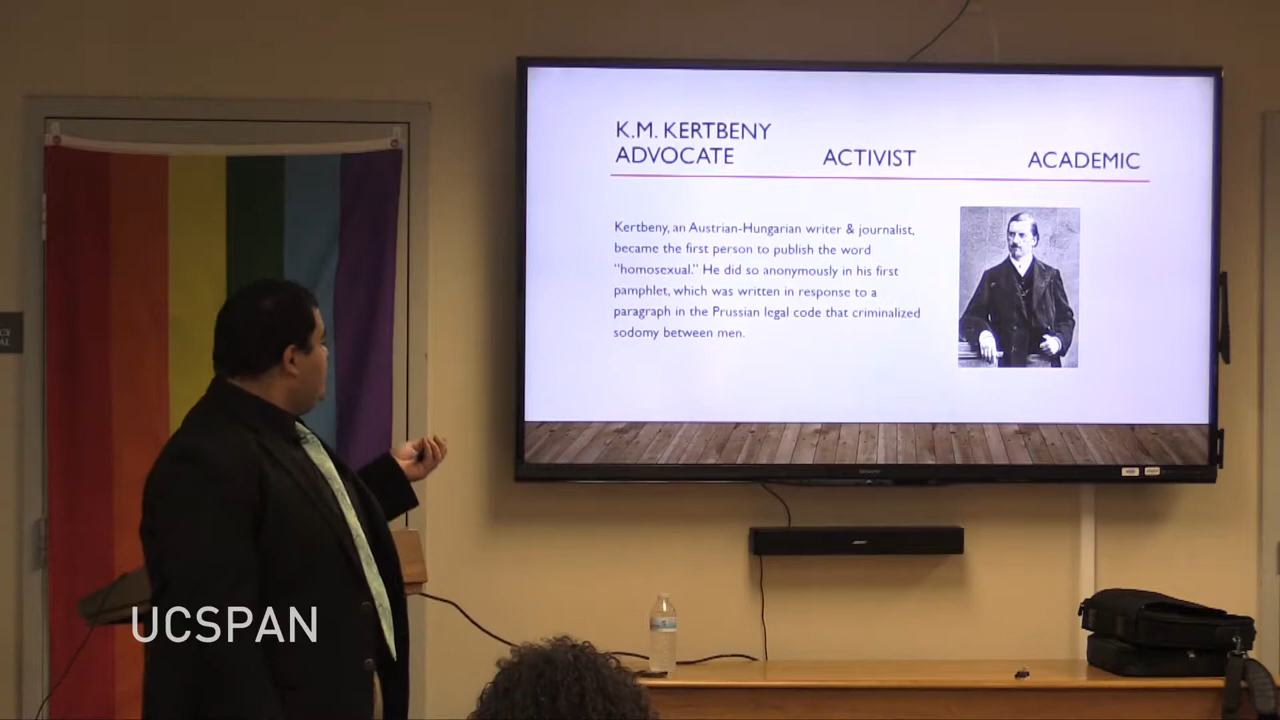 K.M. KERTBENY
ADVOCATE ACTIVIST ACADEMIC
Kertbeny, an Austrian-Hungarian writer & journalist,
became the first person to publish the word
"homosexual." He did so anonymously in his first
pamphlet, which was written in response to a
paragraph in the Prussian legal code that criminalized
sodomy between men.
BOSE
UCSPAN